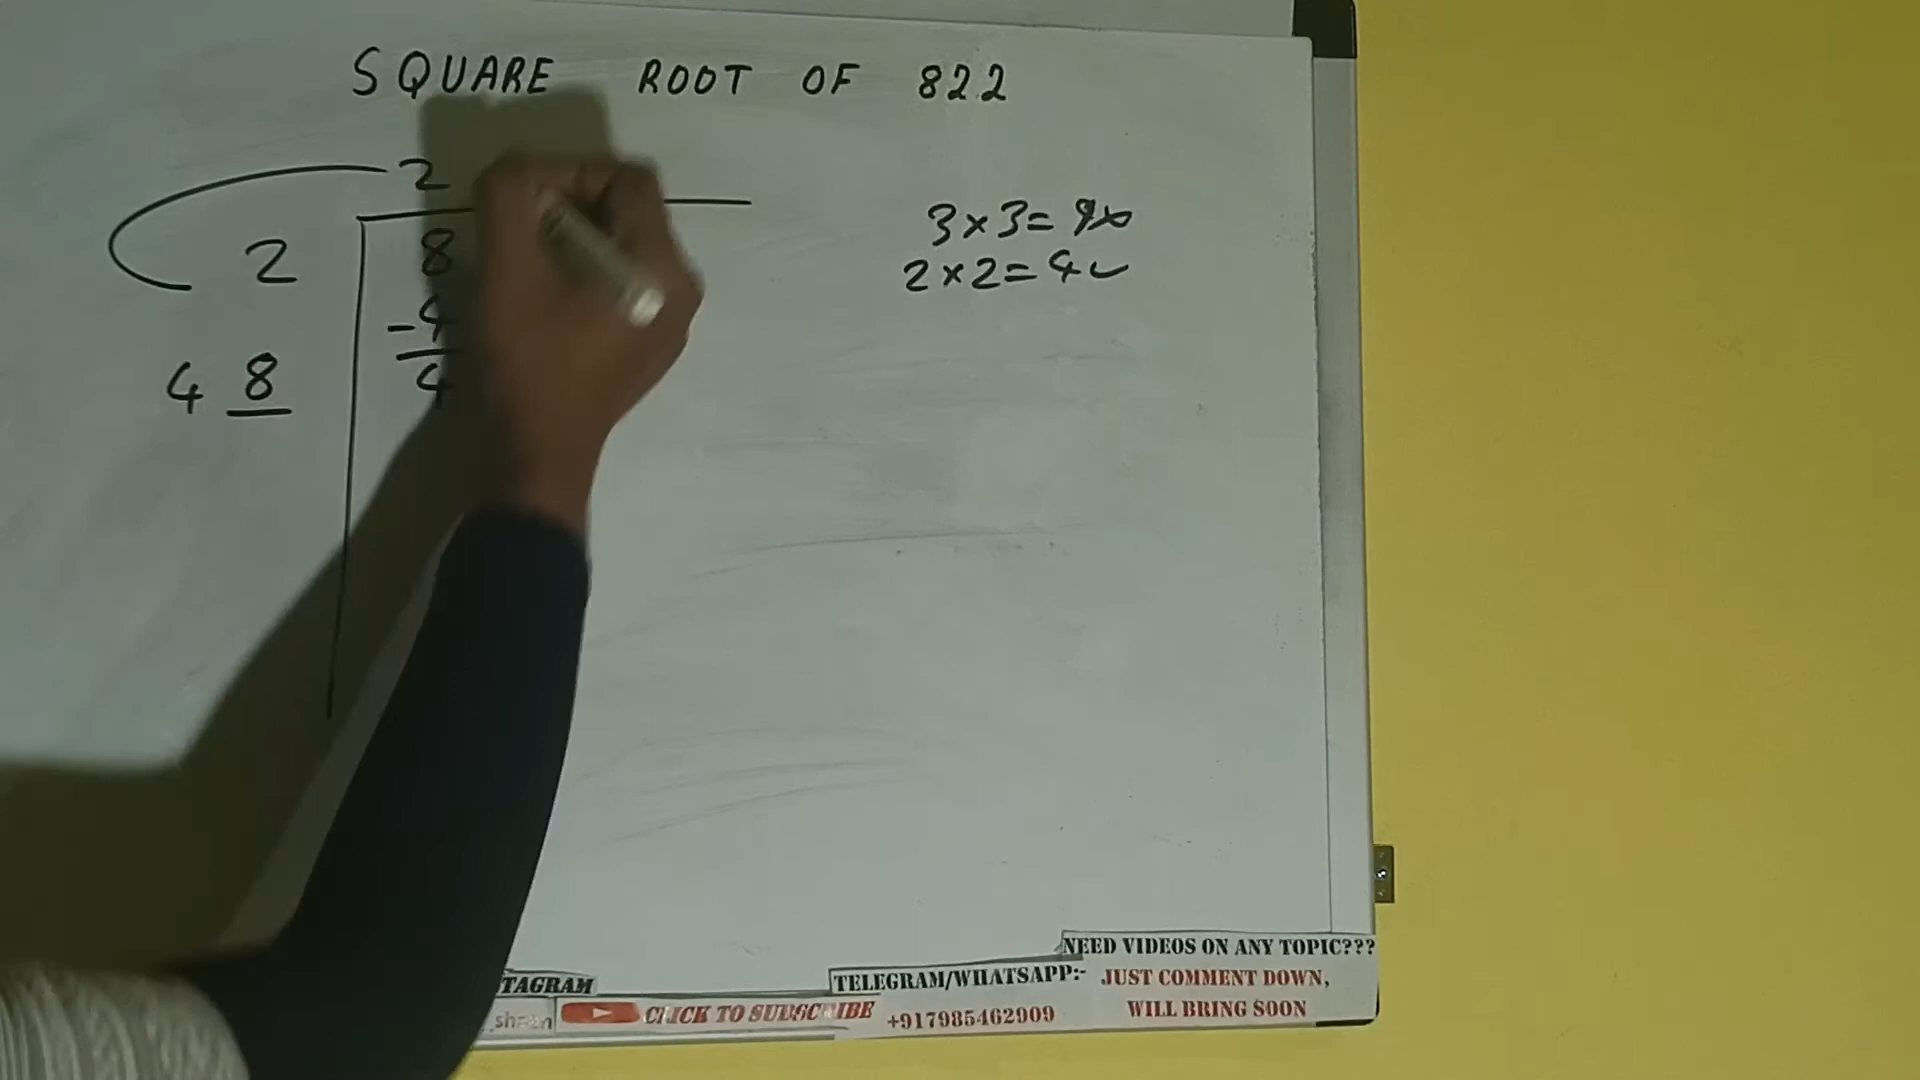 SQUARE ROOT OF 822
2
2 8
3×3=9×
2×2=4✓
-4
4 8 4
NEED VIDEOS ON ANY TOPIC???
TAGRAM TELEGRAM/WHATSAPP:- JUST COMMENT DOWN,
CLICK TO SUBSCRIBE +917985462909 WILL BRING SOON